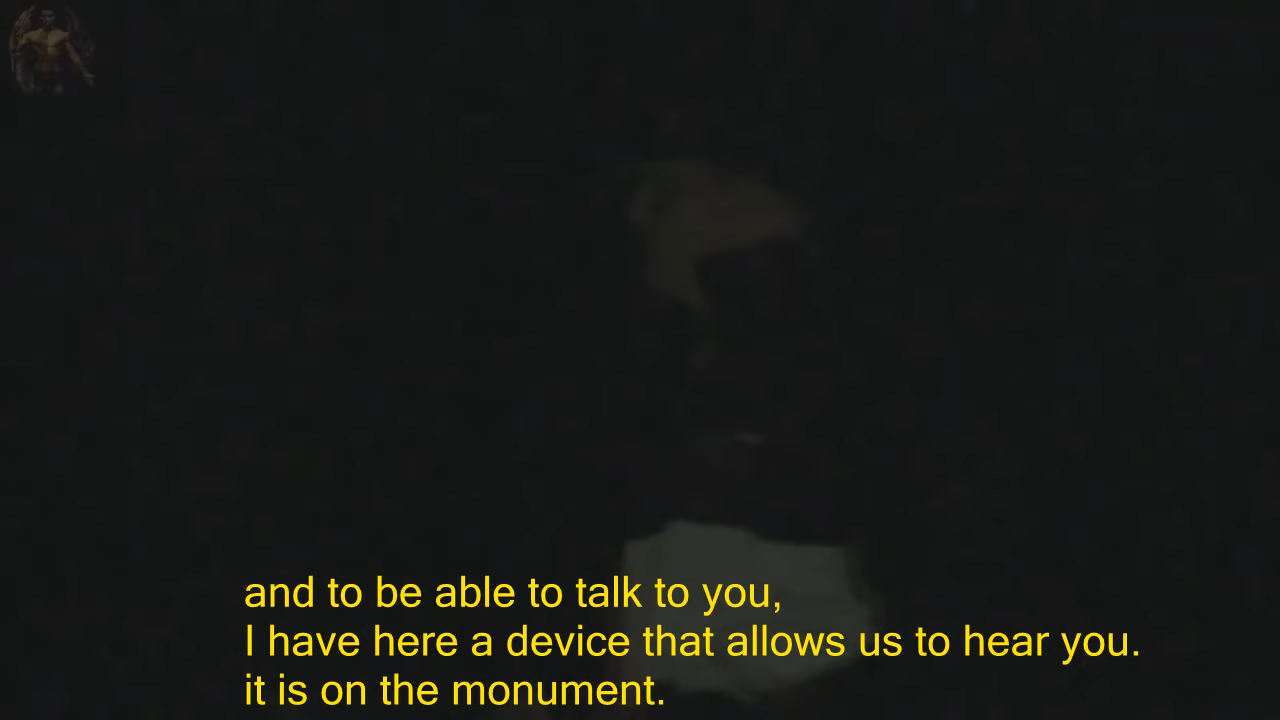 and to be able to talk to you,
I have here a device that allows us to hear you.
it is on the monument.